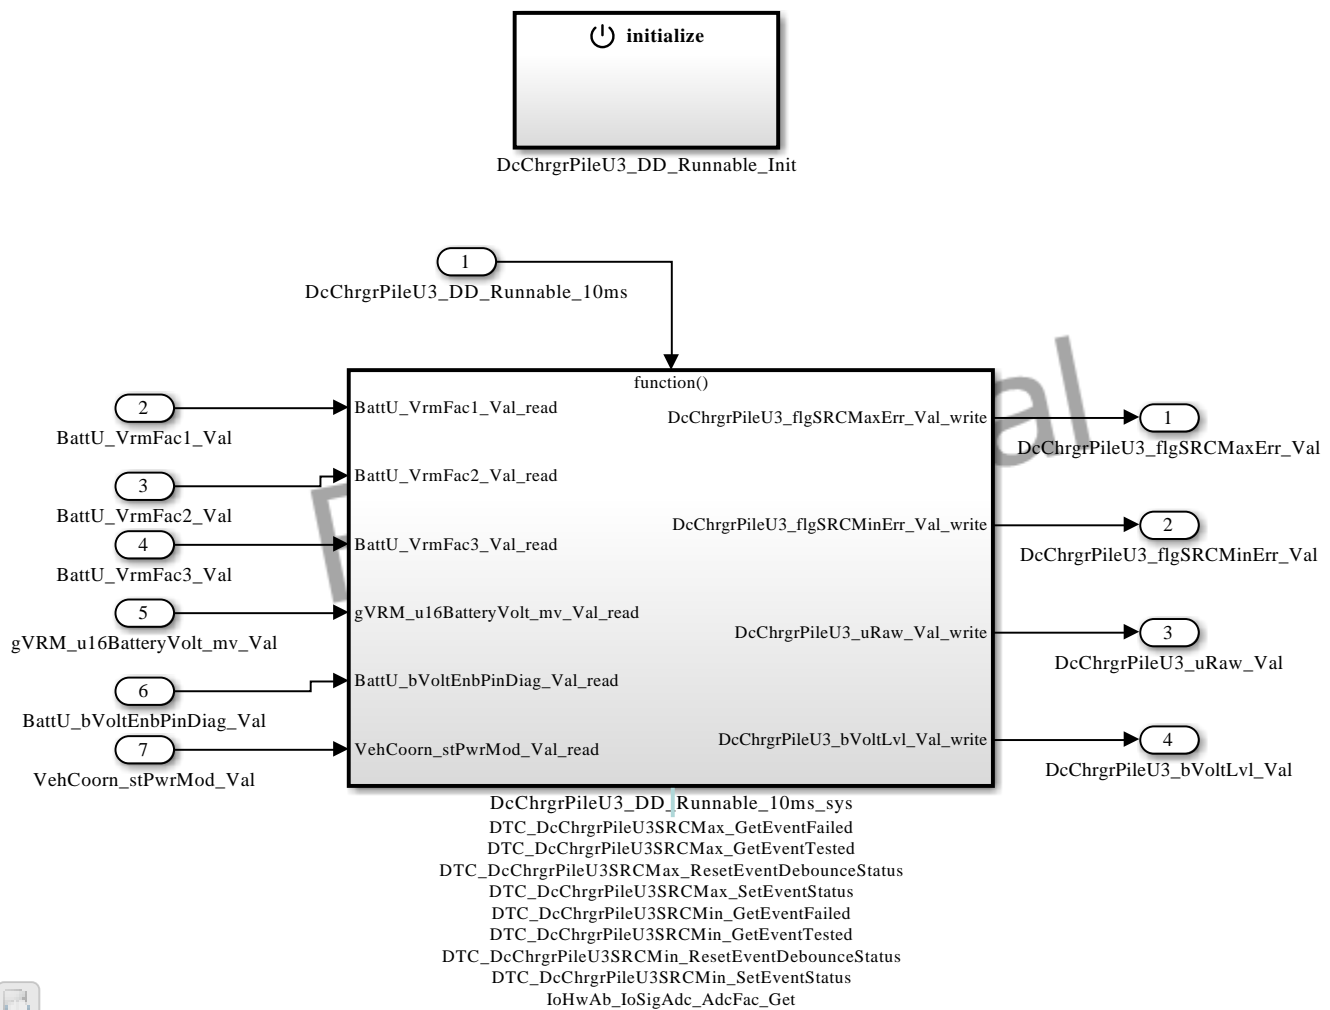 initialize
DcChrgrPileU3_DD_Runnable_Init
1
DcChrgrPileU3_DD_Runnable_10ms
function()
2
BattU_VrmFac1_Val
BattU_VrmFac1_Val_read
DcChrgrPileU3_flgSRCMaxErr_Val_write
1
DcChrgrPileU3_flgSRCMaxErr_Val
3
BattU_VrmFac2_Val
BattU_VrmFac2_Val_read
4
BattU_VrmFac3_Val
BattU_VrmFac3_Val_read
DcChrgrPileU3_flgSRCMinErr_Val_write
2
DcChrgrPileU3_flgSRCMinErr_Val
5
gVRM_u16BatteryVolt_mv_Val
gVRM_u16BatteryVolt_mv_Val_read
DcChrgrPileU3_uRaw_Val_write
3
DcChrgrPileU3_uRaw_Val
6
BattU_bVoltEnbPinDiag_Val
BattU_bVoltEnbPinDiag_Val_read
7
VehCoorn_stPwrMod_Val
VehCoorn_stPwrMod_Val_read
DcChrgrPileU3_bVoltLvl_Val_write
4
DcChrgrPileU3_bVoltLvl_Val
DcChrgrPileU3_DD_Runnable_10ms_sys
DTC_DcChrgrPileU3SRCMax_GetEventFailed
DTC_DcChrgrPileU3SRCMax_GetEventTested
DTC_DcChrgrPileU3SRCMax_ResetEventDebounceStatus
DTC_DcChrgrPileU3SRCMax_SetEventStatus
DTC_DcChrgrPileU3SRCMin_GetEventFailed
DTC_DcChrgrPileU3SRCMin_GetEventTested
DTC_DcChrgrPileU3SRCMin_ResetEventDebounceStatus
DTC_DcChrgrPileU3SRCMin_SetEventStatus
IoHwAb_IoSigAdc_AdcFac_Get